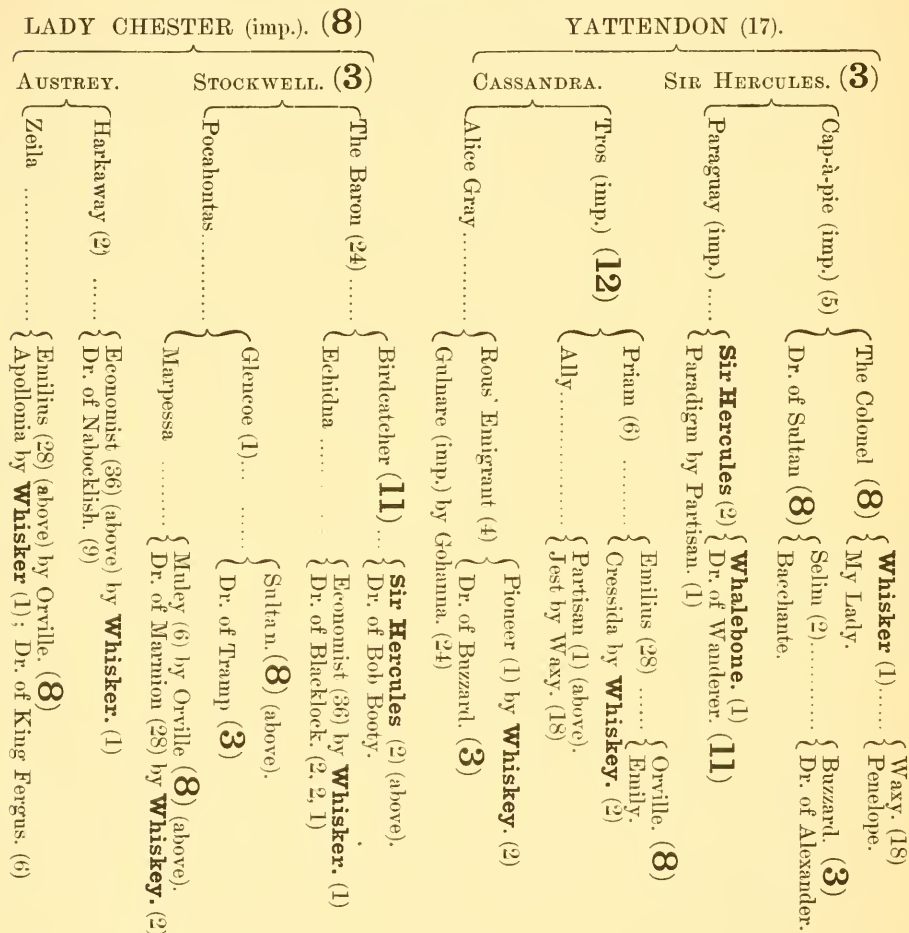 LADY CHESTER (imp.). (8)
YATTENDON (17).
AUSTREY.
STOCKWELL. (3)
CASSANDRA.
SIR HERCULES. (3)
Cap-à-pie (imp.) (5)
Paraguay (imp.) .....
Tros (imp.) (12)
Alice Gray ..........
The Baron (24) ......
Pocahontas..........
Harkaway (2) ......
Zeila ................
The Colonel (8)
Dr. of Sultan (8)
Sir Hercules (2)
Paradigm by Partisan. (1)
Priam (6) .......
Ally..............
Rous' Emigrant (4)
Gulnare (imp.) by Gohanna. (24)
Birdcatcher (11) ...
Echidna .........
Glencoe (1)......
Marpessa ........
Economist (36) (above) by Whisker. (1)
Dr. of Nabocklish. (9)
Emilius (28) (above) by Orville. (8)
Apollonia by Whisker (1); Dr. of King Fergus. (6)
Whisker (1)......
My Lady.
Selim (2)..........
Bacchante.
Whalebone. (1)
Dr. of Wanderer. (11)
Emilius (28) ......
Cressida by Whiskey. (2)
Partisan (1) (above).
Jest by Waxy. (18)
Pioneer (1) by Whiskey. (2)
Dr. of Buzzard. (3)
Sir Hercules (2) (above).
Dr. of Bob Booty.
Economist (36) by Whisker. (1)
Dr. of Blacklock. (2, 2, 1)
Sultan. (8) (above).
Dr. of Tramp (3)
Muley (6) by Orville (8) (above).
Dr. of Marmion (28) by Whiskey. (2)
Waxy. (18)
Penelope.
Buzzard. (3)
Dr. of Alexander.
Orville. (8)
Emily.